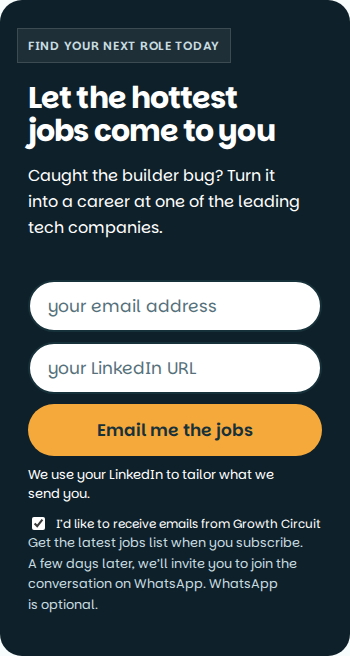 FIND YOUR NEXT ROLE TODAY
Let the hottest
jobs come to you
Caught the builder bug? Turn it
into a career at one of the leading
tech companies.
your email address
your LinkedIn URL
Email me the jobs
We use your LinkedIn to tailor what we
send you.
I'd like to receive emails from Growth Circuit
Get the latest jobs list when you subscribe.
A few days later, we'll invite you to join the
conversation on WhatsApp. WhatsApp
is optional.